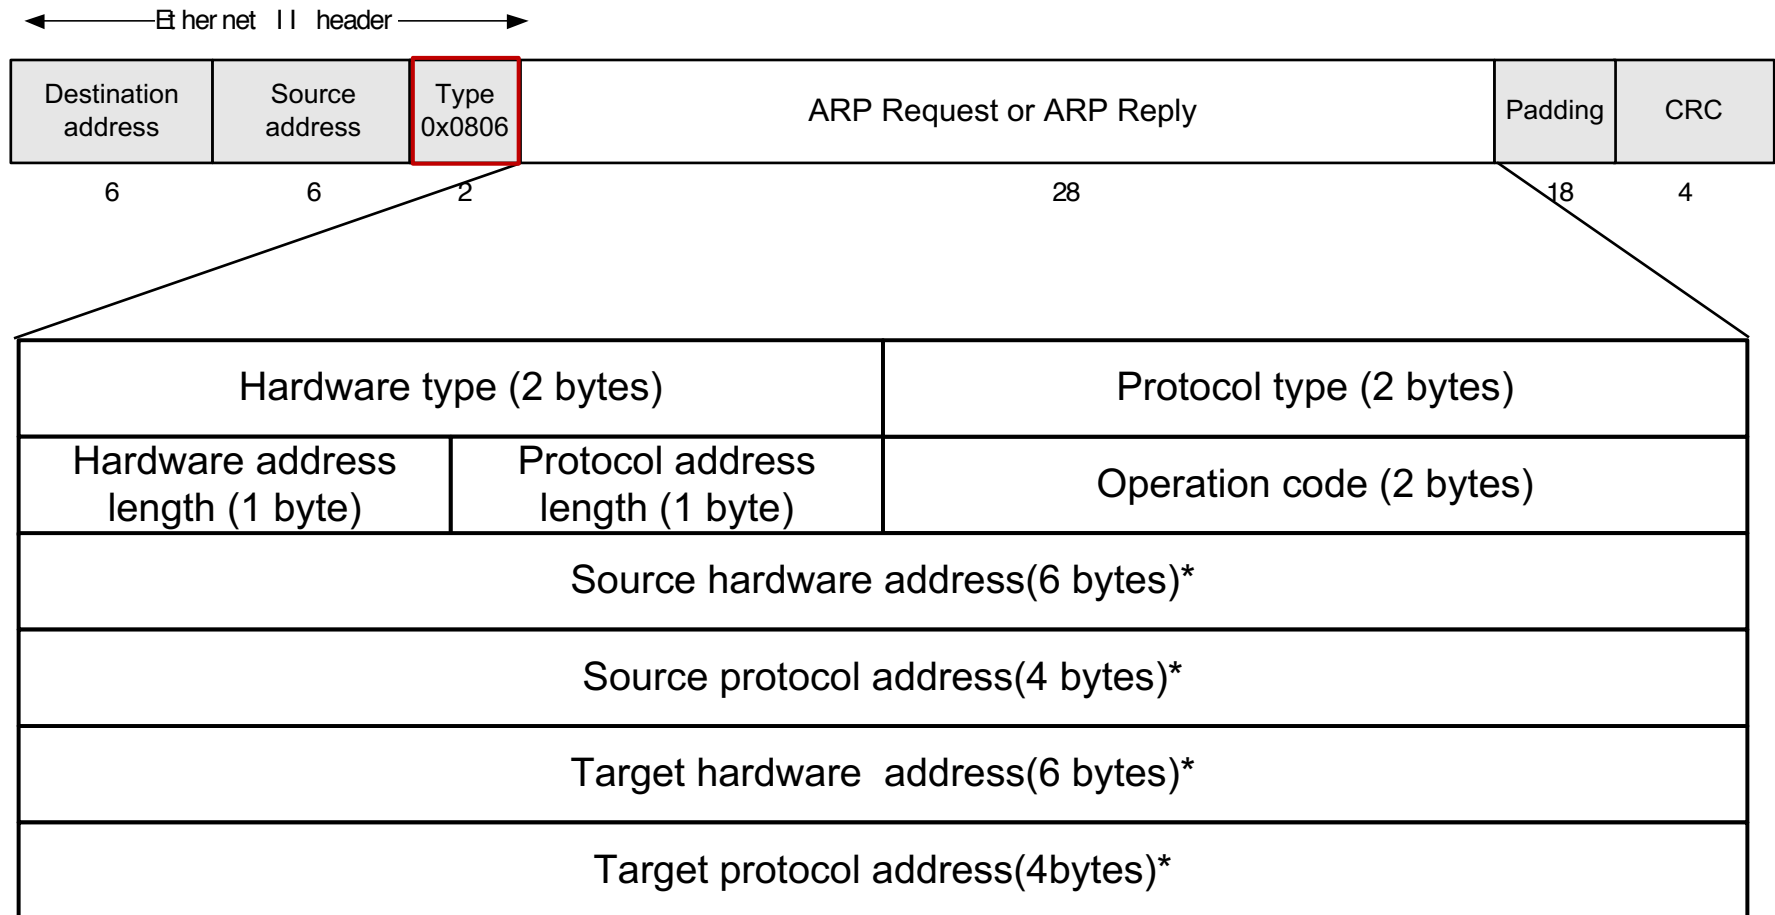 Ethernet II header
Destination address
Source address
Type 0x0806
ARP Request or ARP Reply
Padding
CRC
6
6
2
28
18
4
Hardware type (2 bytes)
Protocol type (2 bytes)
Hardware address
length (1 byte)
Protocol address
length (1 byte)
Operation code (2 bytes)
Source hardware address(6 bytes)*
Source protocol address(4 bytes)*
Target hardware address(6 bytes)*
Target protocol address(4bytes)*